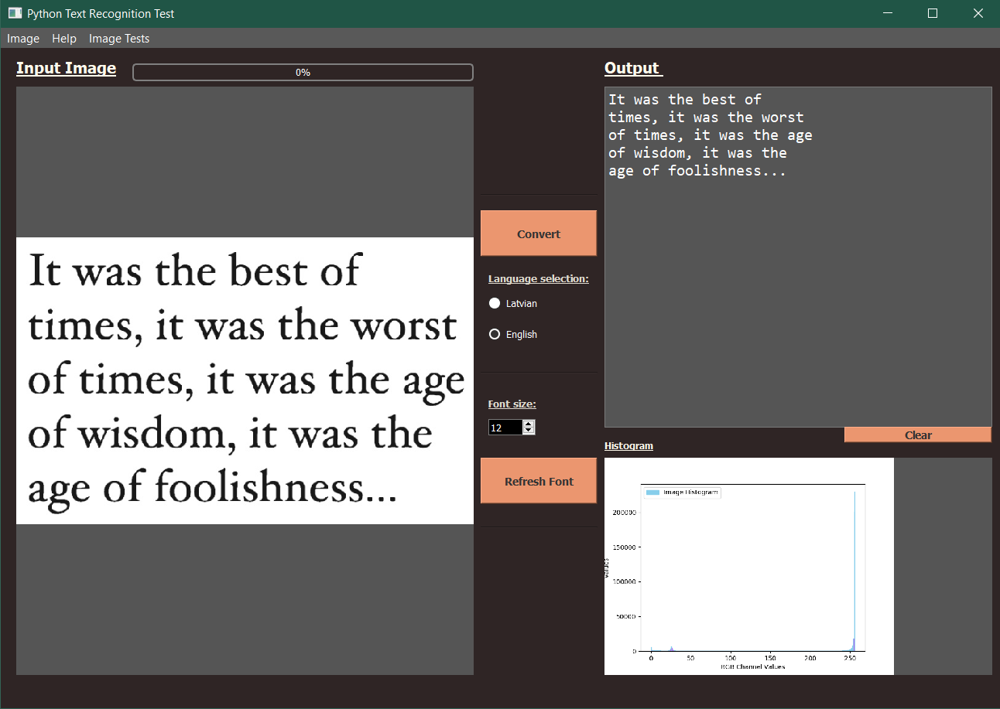 Python Text Recognition Test
Image Help Image Tests
Input Image
0%
It was the best of
times, it was the worst
of times, it was the age
of wisdom, it was the
age of foolishness...
Convert
Language selection:
Latvian
English
Font size:
12
Refresh Font
Output
It was the best of
times, it was the worst
of times, it was the age
of wisdom, it was the
age of foolishness...
Clear
Histogram
Image Histogram
200000
150000
100000
50000
0
Values
0 50 100 150 200 250
RGB Channel Values